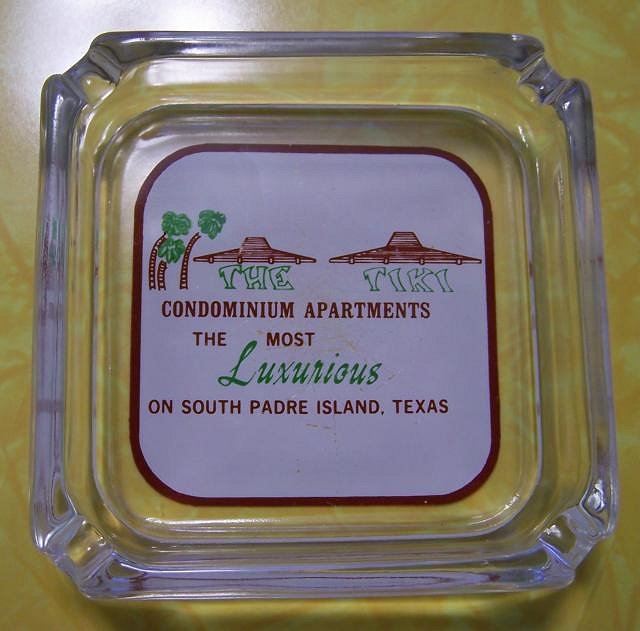 THE TIKI
CONDOMINIUM APARTMENTS
THE MOST
Luxurious
ON SOUTH PADRE ISLAND, TEXAS